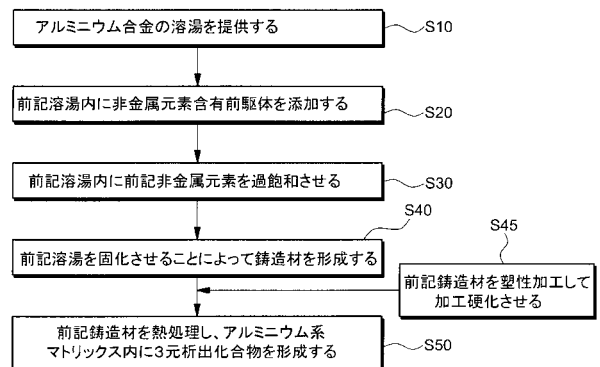 アルミニウム合金の溶湯を提供する
S10
前記溶湯内に非金属元素含有前駆体を添加する
S20
前記溶湯内に前記非金属元素を過飽和させる
S30
S40
前記溶湯を固化させることによって鋳造材を形成する
S45
前記鋳造材を塑性加工して
加工硬化させる
前記鋳造材を熱処理し、アルミニウム系
マトリックス内に3元析出化合物を形成する
S50